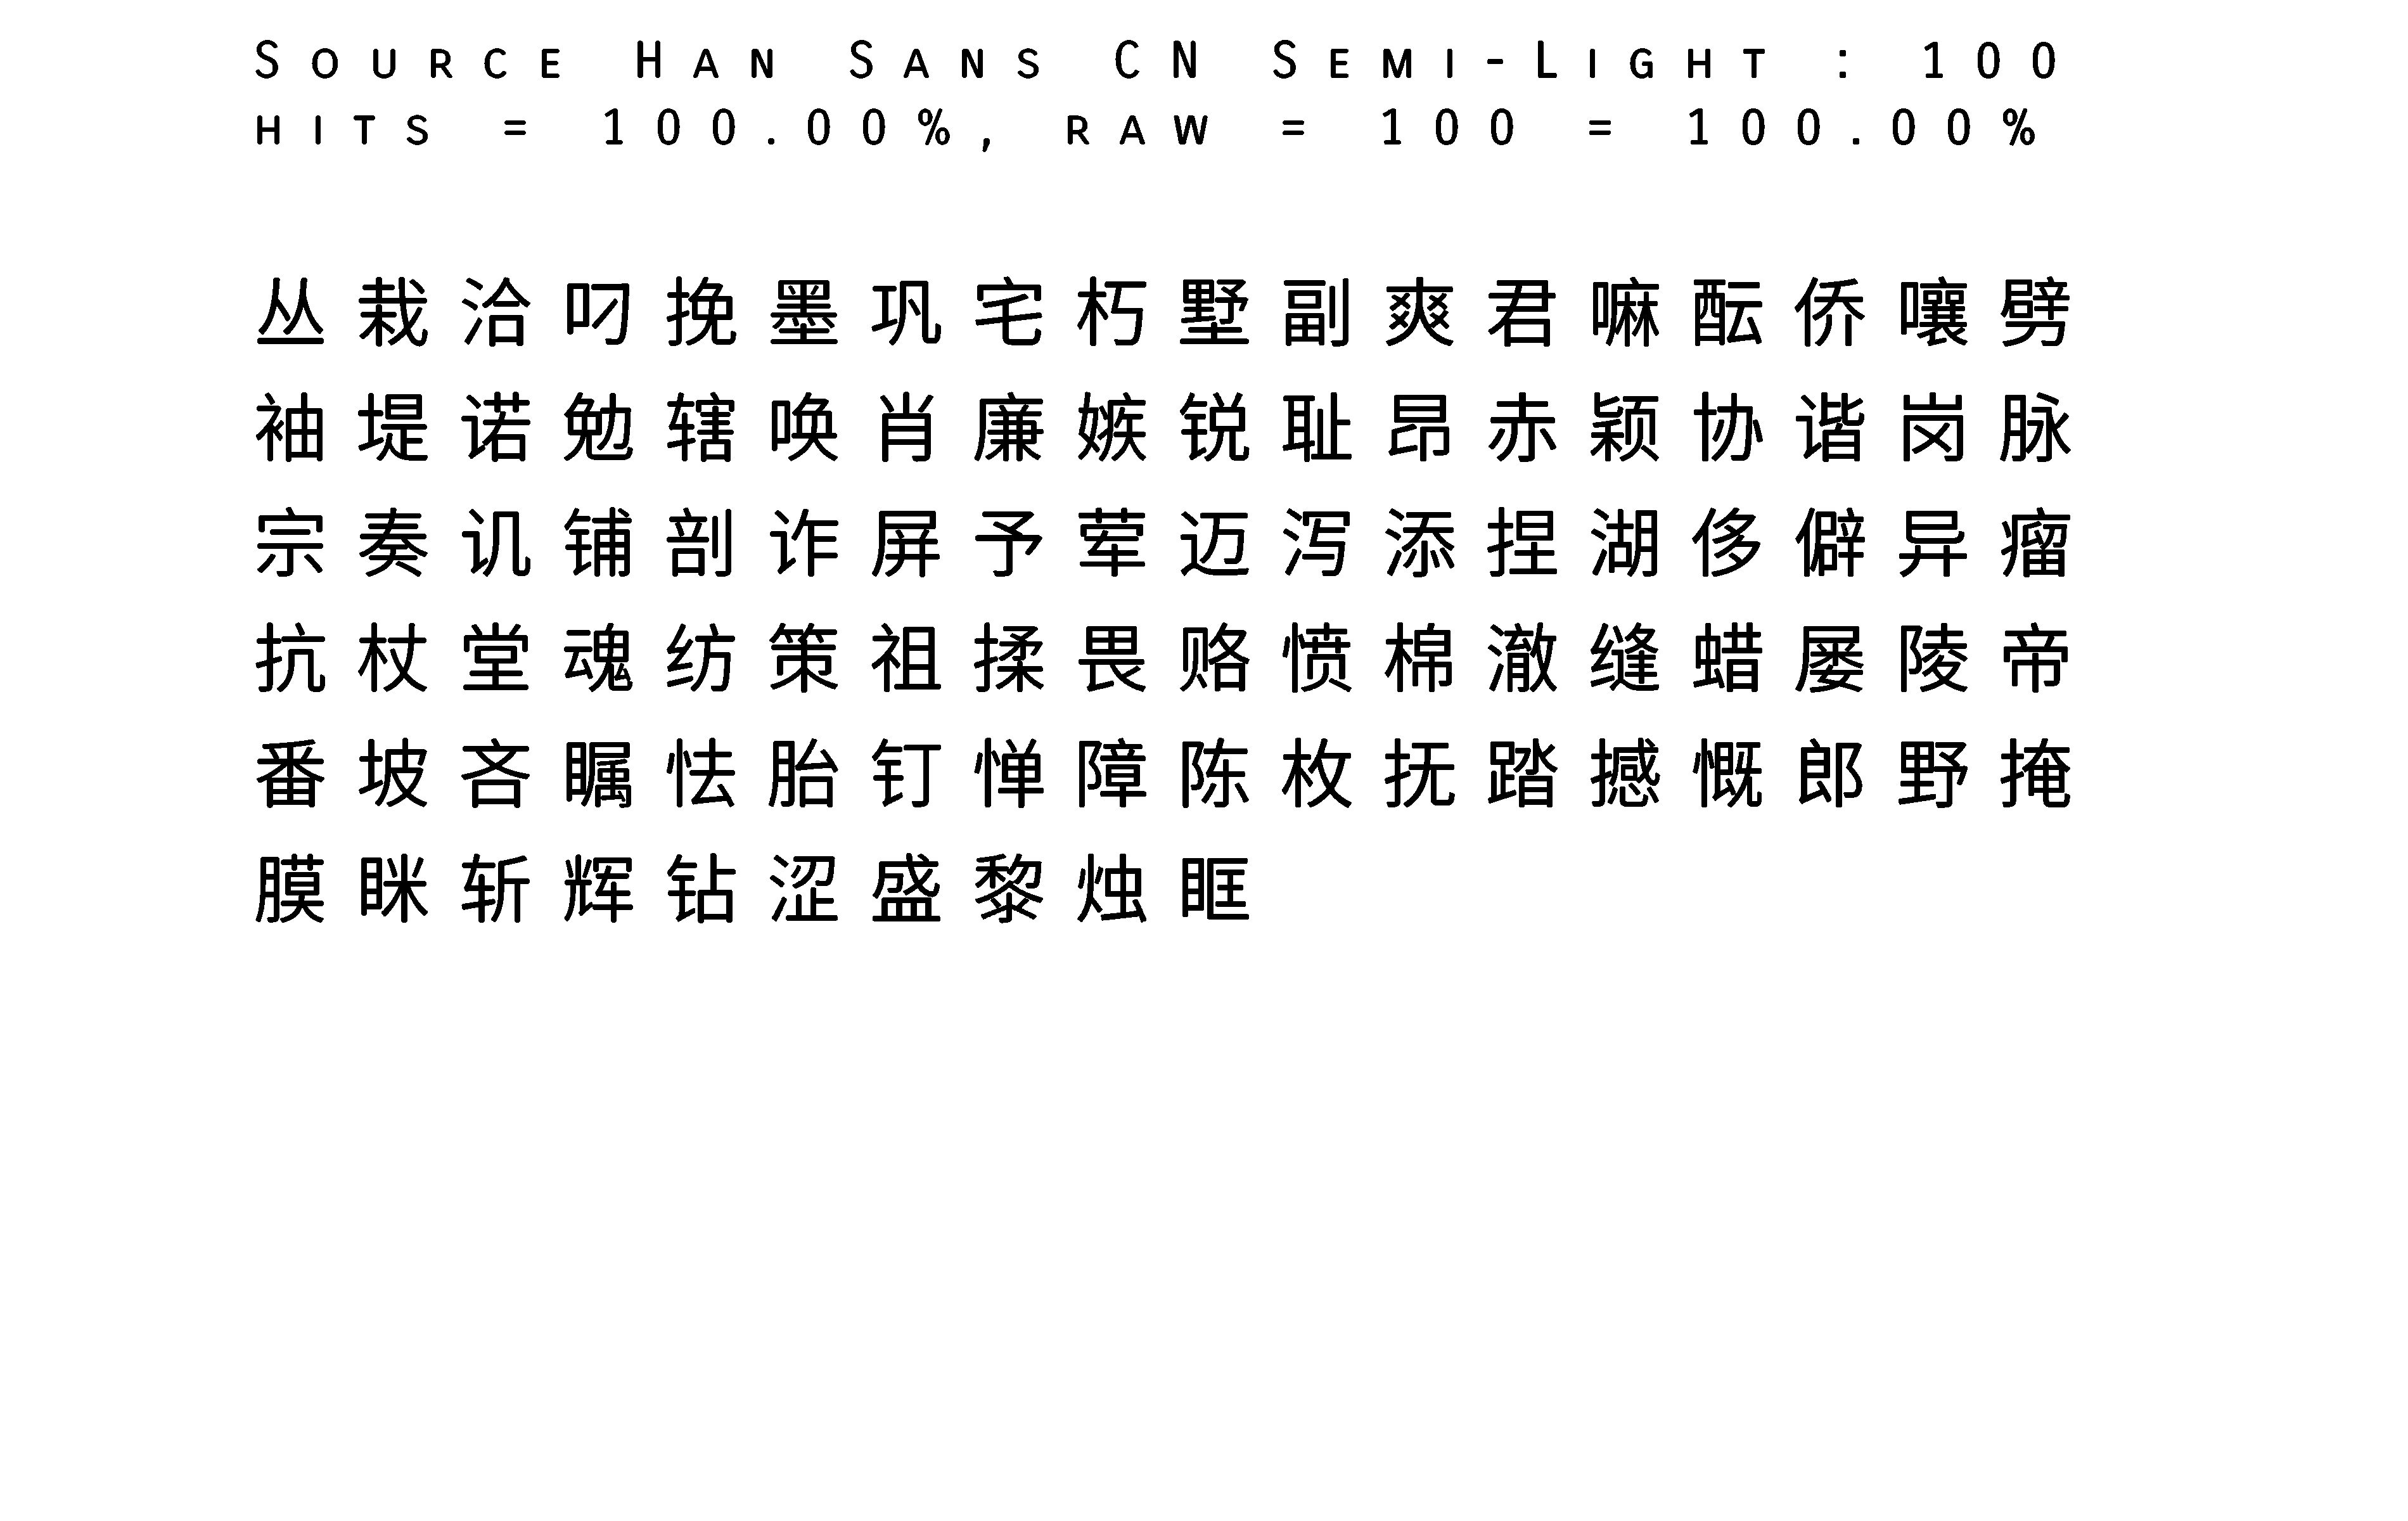 Source Han Sans CN Semi-Light : 100
hits = 100.00%, raw = 100 = 100.00%
丛栽洽叼挽墨巩宅朽墅副爽君嘛酝侨嚷劈
袖堤诺勉辖唤肖廉嫉锐耻昂赤颖协谐岗脉
宗奏讥铺剖诈屏予荤迈泻添捏湖侈僻异瘤
抗杖堂魂纺策祖揉畏赂愤棉澈缝蜡屡陵帝
番坡吝瞩怯胎钉惮障陈枚抚踏撼慨郎野掩
膜眯斩辉钻涩盛黎烛眶